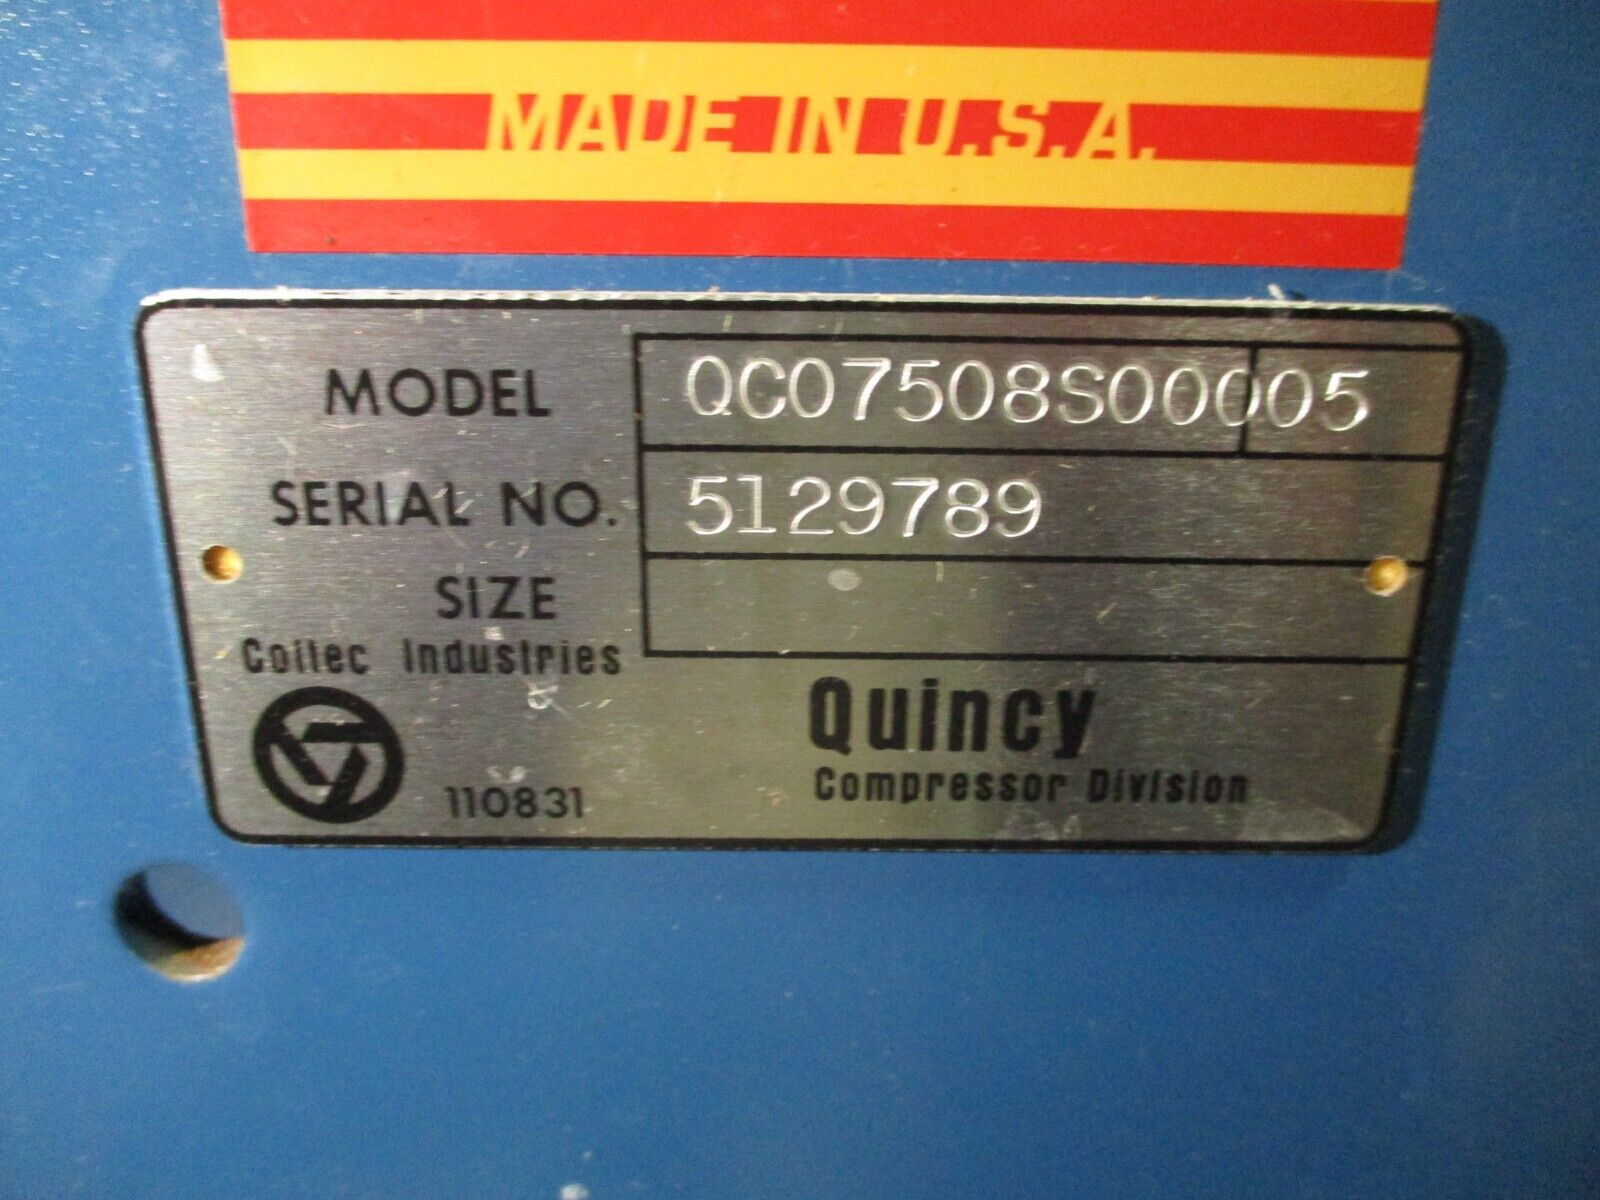 MADE IN U.S.A.
MODEL QC07508S00005
SERIAL NO. 5129789
SIZE
Coltec Industries
Quincy
Compressor Division
110831